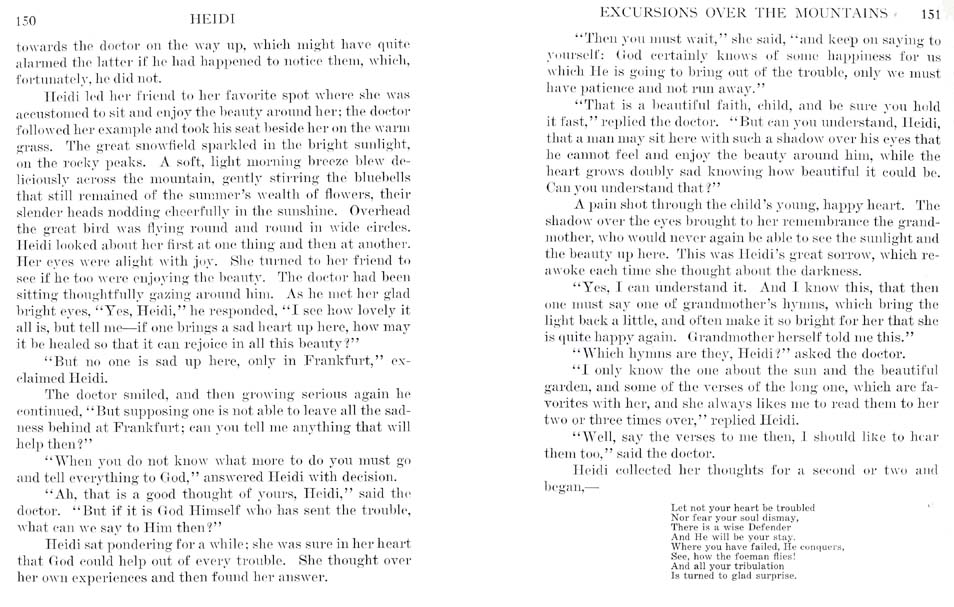 150
HEIDI
towards the doctor on the way up, which might have quite
alarmed the latter if he had happened to notice them, which,
fortunately, he did not.
Heidi led her friend to her favorite spot where she was
accustomed to sit and enjoy the beauty around her; the doctor
followed her example and took his seat beside her on the warm
grass. The great snowfield sparkled in the bright sunlight,
on the rocky peaks. A soft, light morning breeze blew de-
liciously across the mountain, gently stirring the bluebells
that still remained of the summer's wealth of flowers, their
slender heads nodding cheerfully in the sunshine. Overhead
the great bird was flying round and round in wide circles.
Heidi looked about her first at one thing and then at another.
Her eyes were alight with joy. She turned to her friend to
see if he too were enjoying the beauty. The doctor had been
sitting thoughtfully gazing around him. As he met her glad
bright eyes, "Yes, Heidi," he responded, "I see how lovely it
all is, but tell me—if one brings a sad heart up here, how may
it be healed so that it can rejoice in all this beauty?"
"But no one is sad up here, only in Frankfurt," ex-
claimed Heidi.
The doctor smiled, and then growing serious again he
continued, "But supposing one is not able to leave all the sad-
ness behind at Frankfurt; can you tell me anything that will
help then?"
"When you do not know what more to do you must go
and tell everything to God," answered Heidi with decision.
"Ah, that is a good thought of yours, Heidi," said the
doctor. "But if it is God Himself who has sent the trouble,
what can we say to Him then?"
Heidi sat pondering for a while; she was sure in her heart
that God could help out of every trouble. She thought over
her own experiences and then found her answer.
EXCURSIONS OVER THE MOUNTAINS
151
"Then you must wait," she said, "and keep on saying to
yourself: God certainly knows of some happiness for us
which He is going to bring out of the trouble, only we must
have patience and not run away."
"That is a beautiful faith, child, and be sure you hold
it fast," replied the doctor. "But can you understand, Heidi,
that a man may sit here with such a shadow over his eyes that
he cannot feel and enjoy the beauty around him, while the
heart grows doubly sad knowing how beautiful it could be.
Can you understand that?"
A pain shot through the child's young, happy heart. The
shadow over the eyes brought to her remembrance the grand-
mother, who would never again be able to see the sunlight and
the beauty up here. This was Heidi's great sorrow, which re-
awoke each time she thought about the darkness.
"Yes, I can understand it. And I know this, that then
one must say one of grandmother's hymns, which bring the
light back a little, and often make it so bright for her that she
is quite happy again. Grandmother herself told me this."
"Which hymns are they, Heidi?" asked the doctor.
"I only know the one about the sun and the beautiful
garden, and some of the verses of the long one, which are fa-
vorites with her, and she always likes me to read them to her
two or three times over," replied Heidi.
"Well, say the verses to me then, I should like to hear
them too," said the doctor.
Heidi collected her thoughts for a second or two and
began,—
Let not your heart be troubled
Nor fear your soul dismay,
There is a wise Defender
And He will be your stay.
Where you have failed, He conquers,
See, how the foeman flies!
And all your tribulation
Is turned to glad surprise.